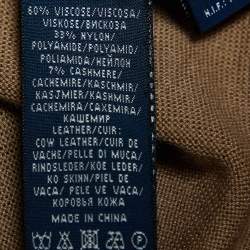 60% VISCOSE/VISCOSA/
VISKOSE/ВИСКОЗА
33% NYLON/
POLYAMIDE/POLYAMID/
POLIAMIDA/НЕЙЛОН
7% CASHMERE/
CACHEMIRE/KASCHMIR/
KASJMIER/KASHMIR/
CACHEMIRA/CAXEMIRA/
КАШЕМИР
LEATHER/CUIR:
COW LEATHER/CUIR DE
VACHE/PELLE DI MUCA/
RINDSLEDER/KOE LEDER/
KO SKINN/PIEL DE
VACA/ PELE DE VACA/
КОРОВЬЯ КОЖА
MADE IN
CHINA
H.I.F.